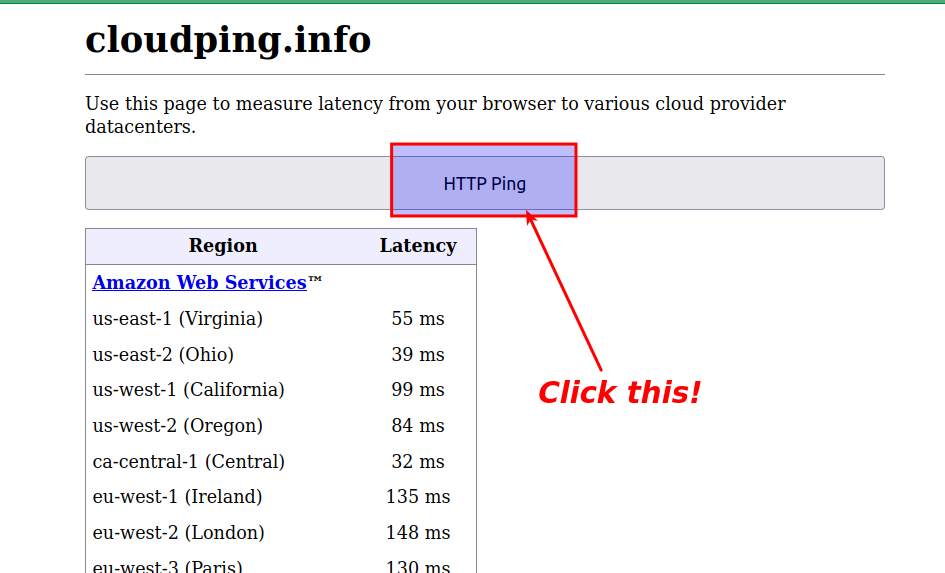 cloudping.info
Use this page to measure latency from your browser to various cloud provider
datacenters.
HTTP Ping
Region Latency
Amazon Web Services™
us-east-1 (Virginia) 55 ms
us-east-2 (Ohio) 39 ms
us-west-1 (California) 99 ms
Click this!
us-west-2 (Oregon) 84 ms
ca-central-1 (Central) 32 ms
eu-west-1 (Ireland) 135 ms
eu-west-2 (London) 148 ms
eu-west-3 (Paris) 130 ms